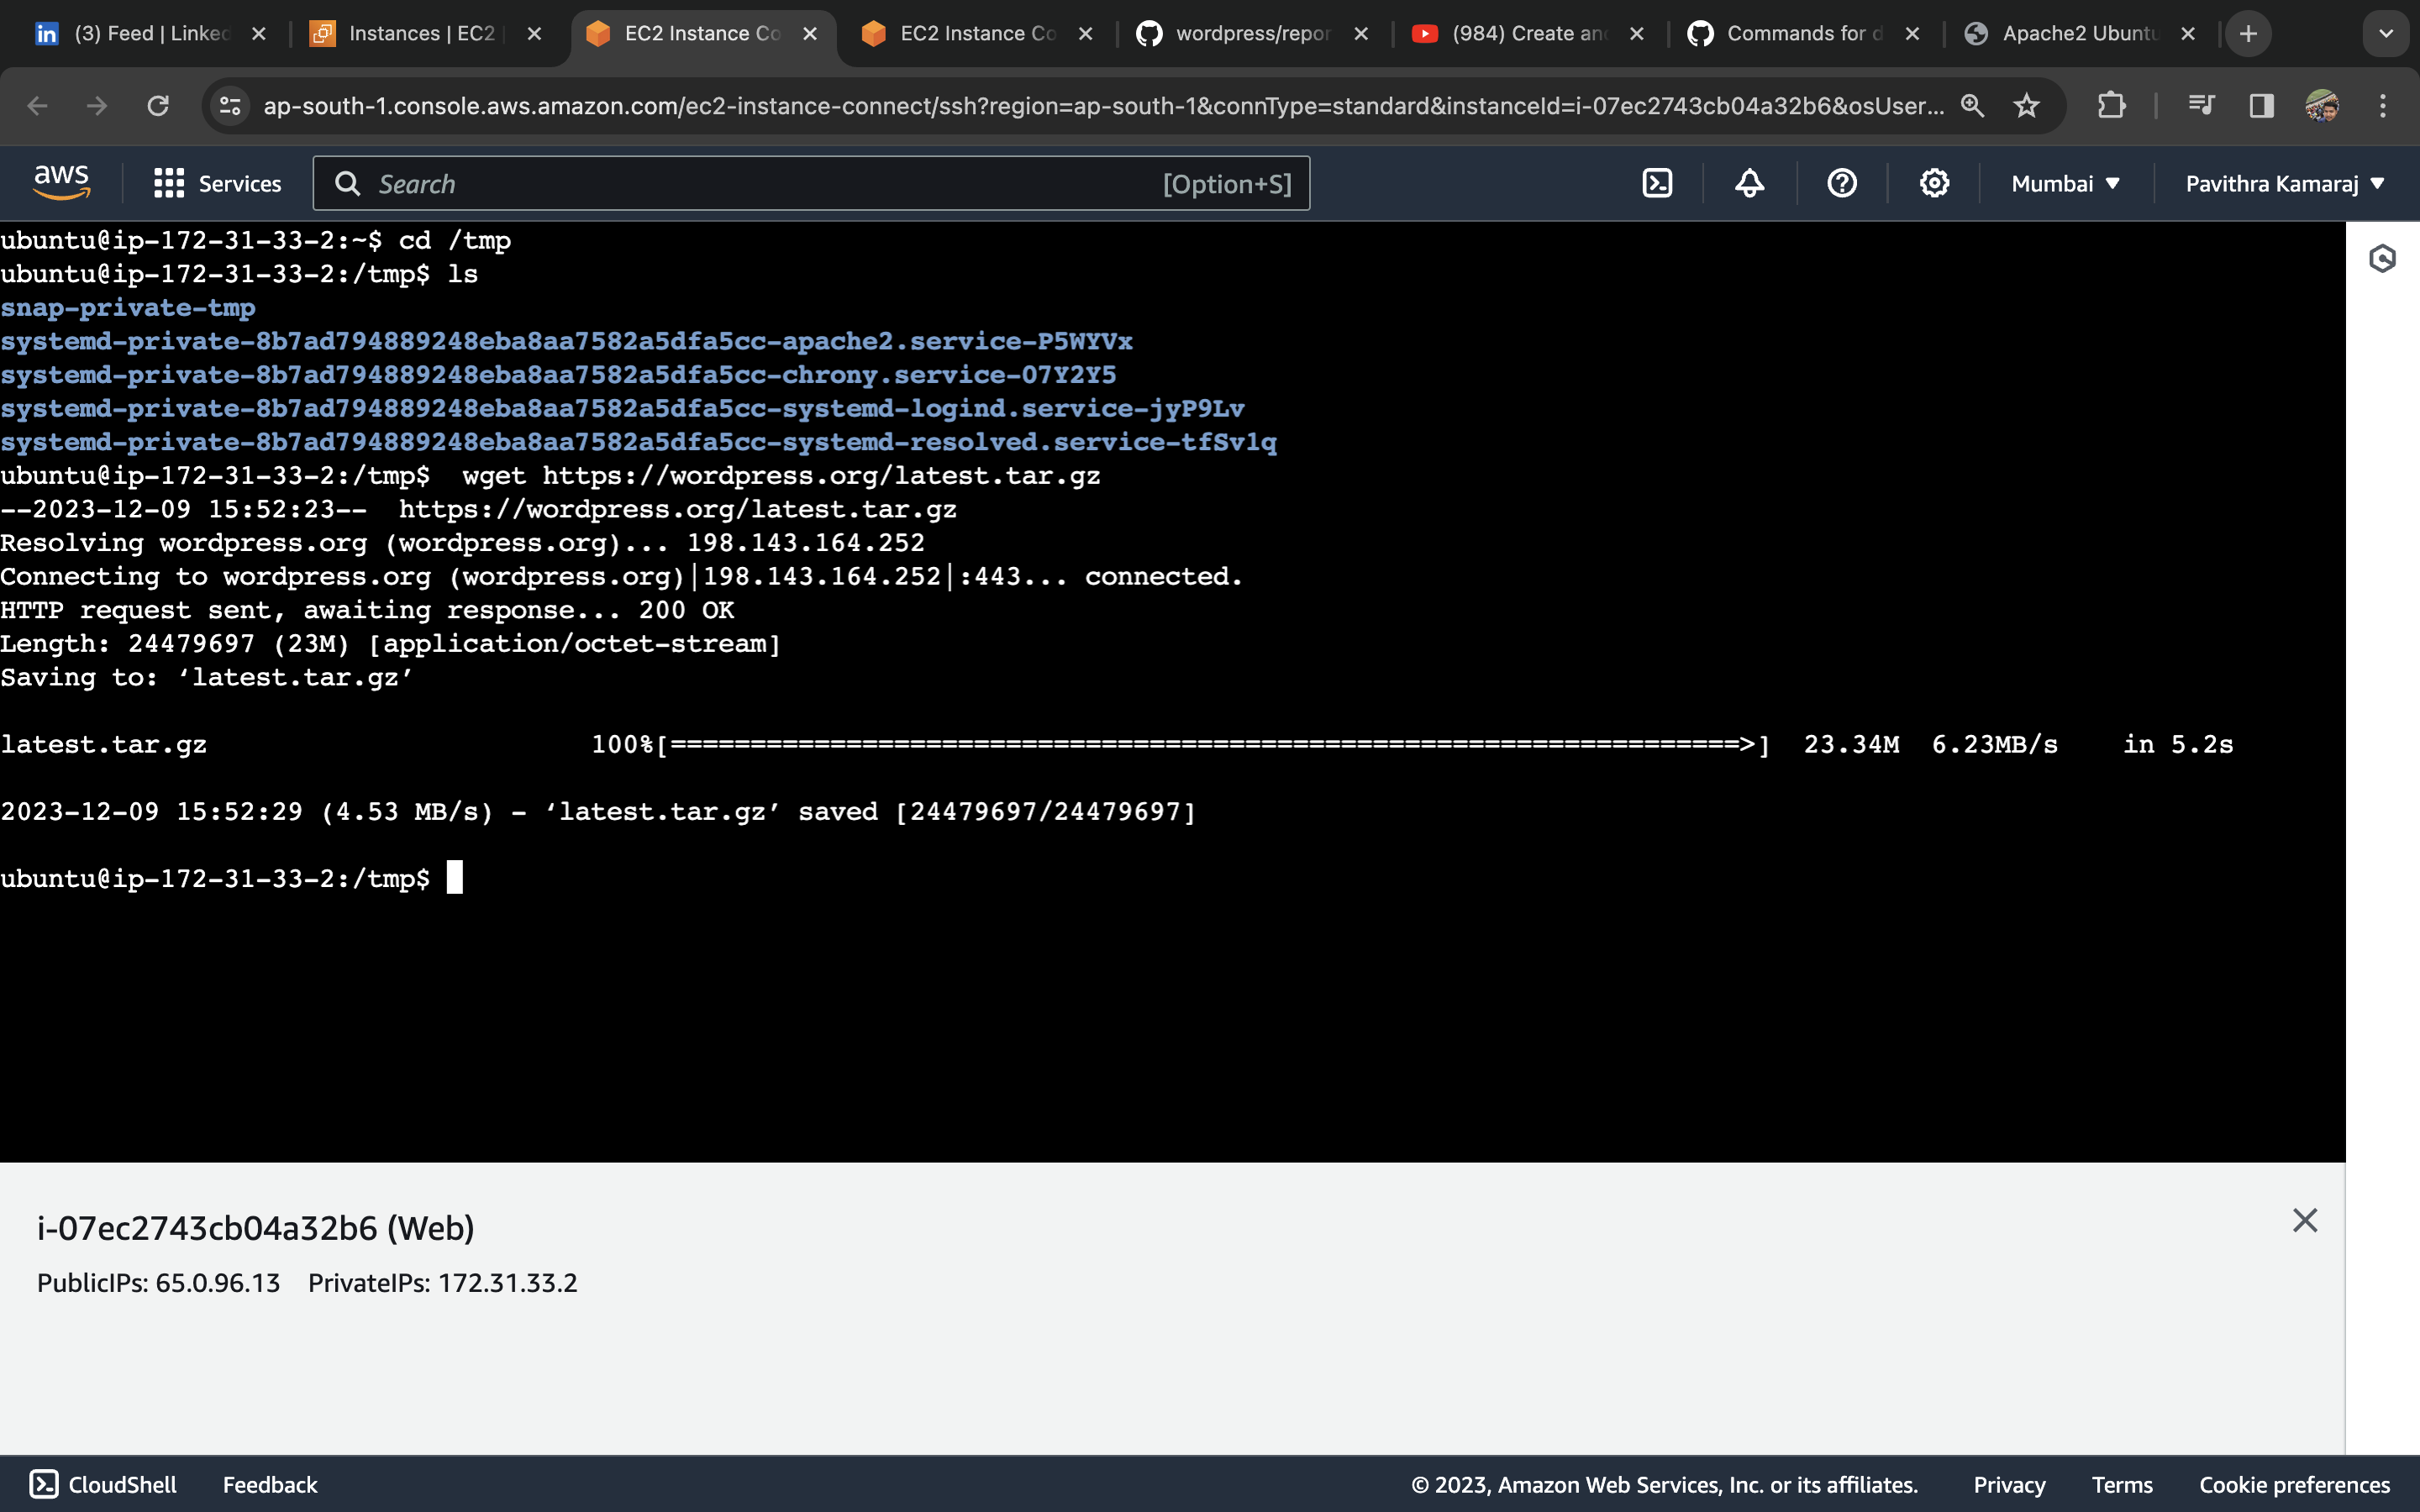 (3) Feed | Linked
Instances | EC2
EC2 Instance Co
EC2 Instance Co
wordpress/repor
(984) Create and
Commands for d
Apache2 Ubuntu
ap-south-1.console.aws.amazon.com/ec2-instance-connect/ssh?region=ap-south-1&connType=standard&instanceId=i-07ec2743cb04a32b6&osUser...
aws
Services
Search
[Option+S]
Mumbai
Pavithra Kamaraj
ubuntu@ip-172-31-33-2:~$ cd /tmp
ubuntu@ip-172-31-33-2:/tmp$ ls
snap-private-tmp
systemd-private-8b7ad794889248eba8aa7582a5dfa5cc-apache2.service-P5WYVx
systemd-private-8b7ad794889248eba8aa7582a5dfa5cc-chrony.service-07Y2Y5
systemd-private-8b7ad794889248eba8aa7582a5dfa5cc-systemd-logind.service-jyP9Lv
systemd-private-8b7ad794889248eba8aa7582a5dfa5cc-systemd-resolved.service-tfSv1q
ubuntu@ip-172-31-33-2:/tmp$  wget https://wordpress.org/latest.tar.gz
--2023-12-09 15:52:23--  https://wordpress.org/latest.tar.gz
Resolving wordpress.org (wordpress.org)... 198.143.164.252
Connecting to wordpress.org (wordpress.org)|198.143.164.252|:443... connected.
HTTP request sent, awaiting response... 200 OK
Length: 24479697 (23M) [application/octet-stream]
Saving to: ‘latest.tar.gz’
latest.tar.gz 100%[===================================================================>] 23.34M 6.23MB/s in 5.2s
2023-12-09 15:52:29 (4.53 MB/s) - ‘latest.tar.gz’ saved [24479697/24479697]
ubuntu@ip-172-31-33-2:/tmp$
i-07ec2743cb04a32b6 (Web)
PublicIPs: 65.0.96.13 PrivateIPs: 172.31.33.2
CloudShell
Feedback
© 2023, Amazon Web Services, Inc. or its affiliates.
Privacy
Terms
Cookie preferences